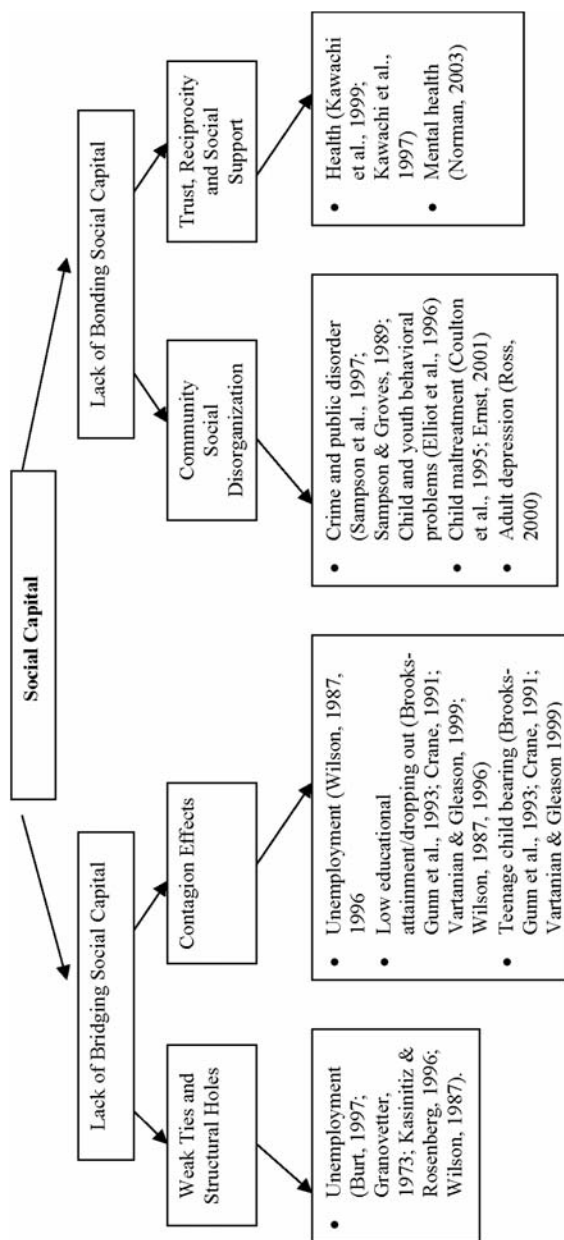 Social Capital
Lack of Bridging Social Capital
Lack of Bonding Social Capital
Weak Ties and
Structural Holes
Contagion Effects
Community
Social
Disorganization
Trust, Reciprocity
and Social
Support
• Unemployment
(Burt, 1997;
Granovetter,
1973; Kasinitiz &
Rosenberg, 1996;
Wilson, 1987).
• Unemployment (Wilson, 1987,
1996
• Low educational
attainment/dropping out (Brooks-
Gunn et al., 1993; Crane, 1991;
Vartanian & Gleason, 1999;
Wilson, 1987, 1996)
• Teenage child bearing (Brooks-
Gunn et al., 1993; Crane, 1991;
Vartanian & Gleason 1999)
• Crime and public disorder
(Sampson et al., 1997;
Sampson & Groves, 1989;
Child and youth behavioral
problems (Elliot et al., 1996)
• Child maltreatment (Coulton
et al., 1995; Ernst, 2001)
• Adult depression (Ross,
2000)
• Health (Kawachi
et al., 1999;
Kawachi et al.,
1997)
• Mental health
(Norman, 2003)